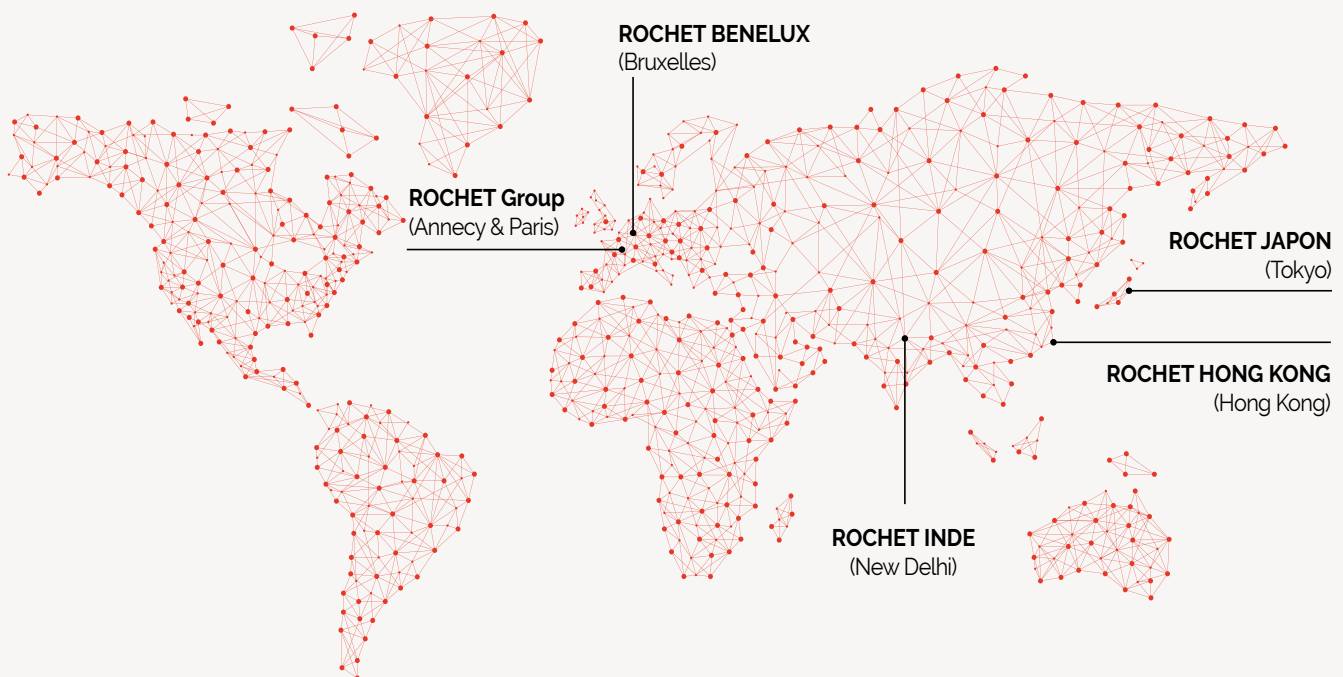 ROCHET BENELUX
(Bruxelles)
ROCHET Group
(Annecy & Paris)
ROCHET JAPON
(Tokyo)
ROCHET HONG KONG
(Hong Kong)
ROCHET INDE
(New Delhi)